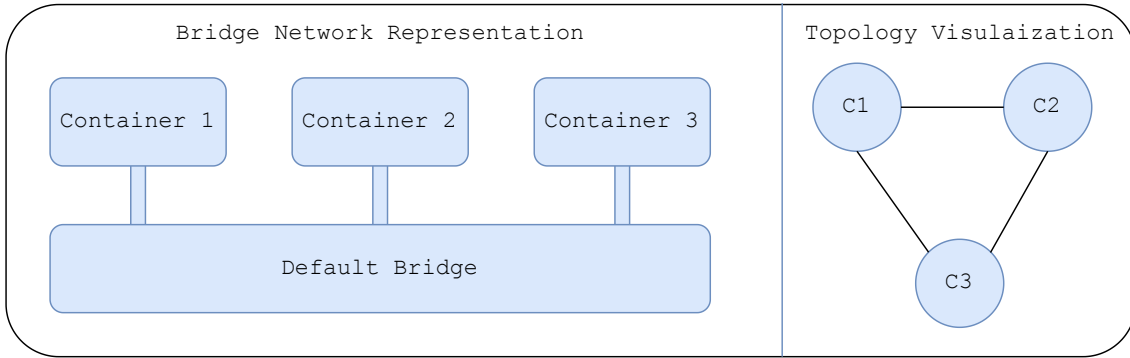 Bridge Network Representation
Container 1
Container 2
Container 3
Default Bridge
Topology Visulaization
C1
C2
C3